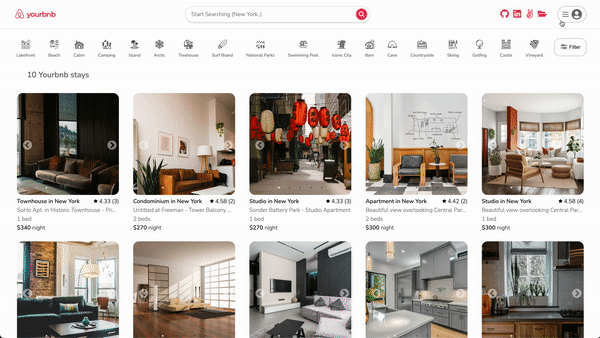 yourbnb
Start Searching (New York..)
Lakefront Beach Cabin Camping Island Arctic Treehouse Surf Board National Parks Swimming Pool Iconic City Barn Cave Countryside Skiing Golfing Castle Vineyard Filter
10 Yourbnb stays
Townhouse in New York 4.33 (3)
SoHo Apt. in Historic Townhouse - Pri...
1 bed
$340 night
Condominium in New York 4.58 (2)
Untitled at Freeman - Tower Balcony ...
2 beds
$270 night
Studio in New York 4.33 (3)
Sonder Battery Park - Studio Apartment
1 bed
$270 night
Apartment in New York 4.42 (2)
Beautiful view overlooking Central Par...
2 beds
$300 night
Studio in New York 4.58 (4)
Beautiful view overlooking Central Par...
1 bed
$300 night